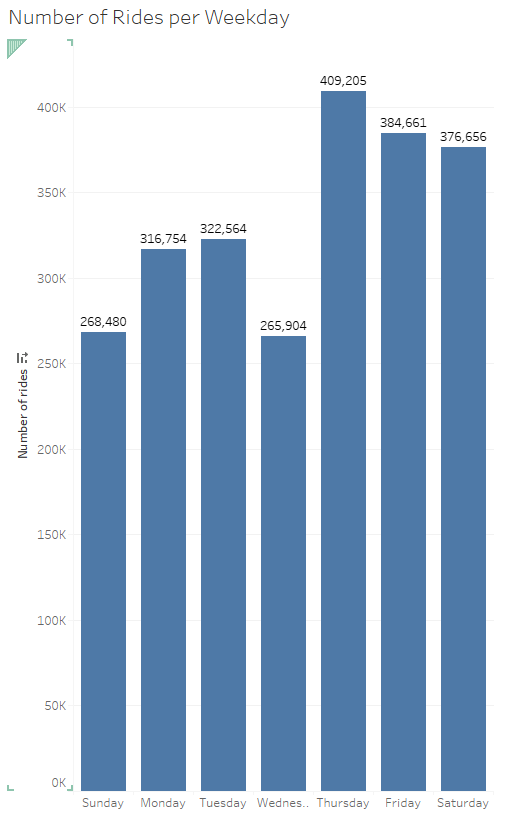 Number of Rides per Weekday
409,205
384,661
376,656
322,564
316,754
268,480
265,904
400K
350K
300K
250K
200K
150K
100K
50K
0K
Number of rides
Sunday Monday Tuesday Wednes.. Thursday Friday Saturday